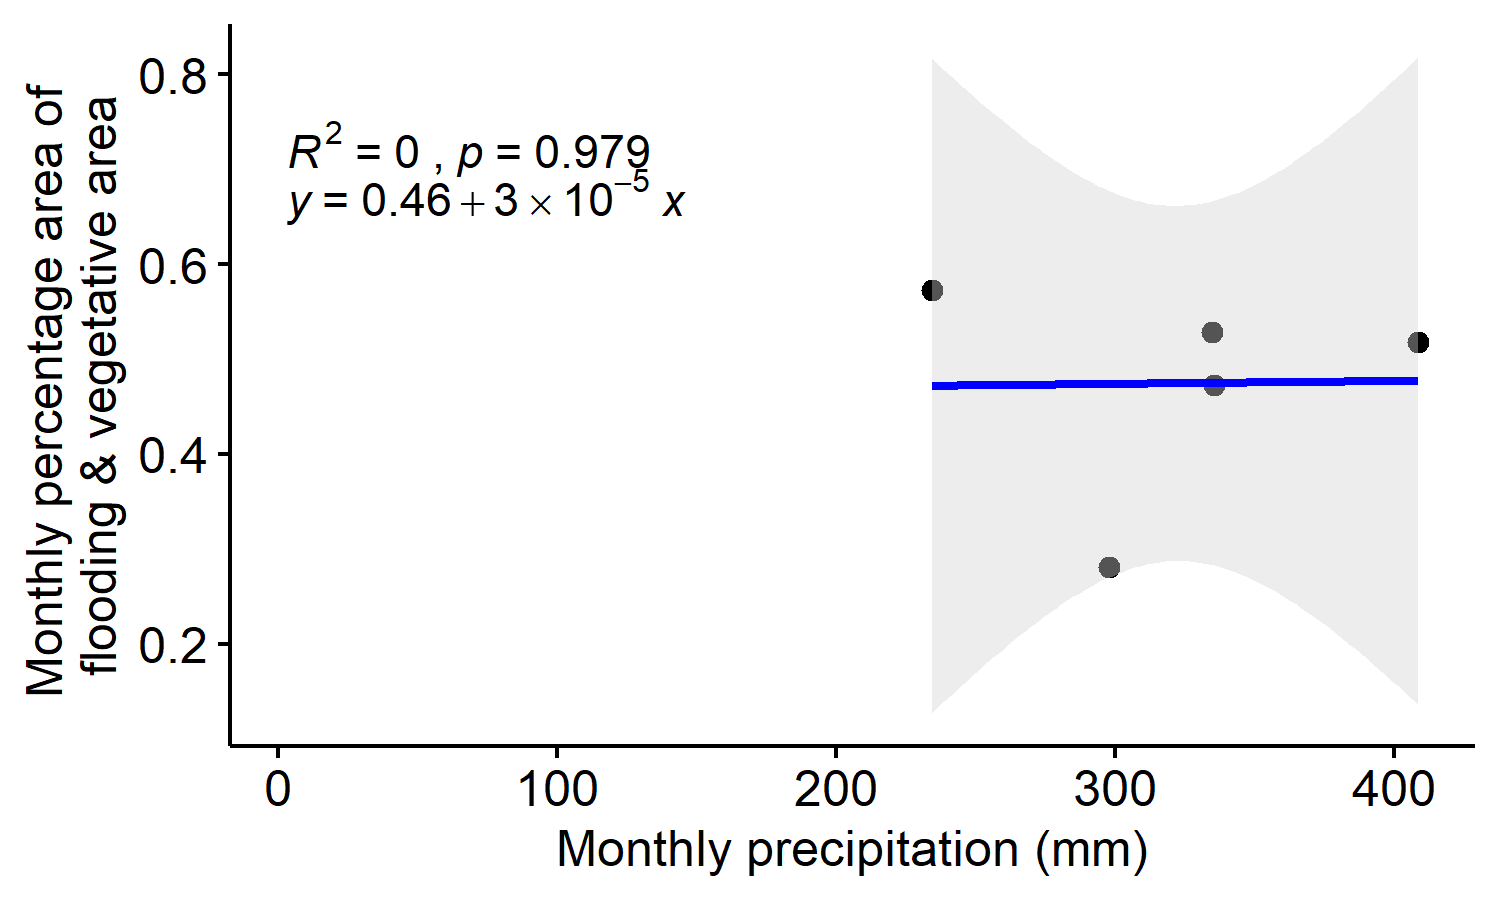 Monthly percentage area of
flooding & vegetative area
0.8
0.6
0.4
0.2
R² = 0 , p = 0.979
y = 0.46 + 3 × 10⁻⁵ x
0 100 200 300 400
Monthly precipitation (mm)